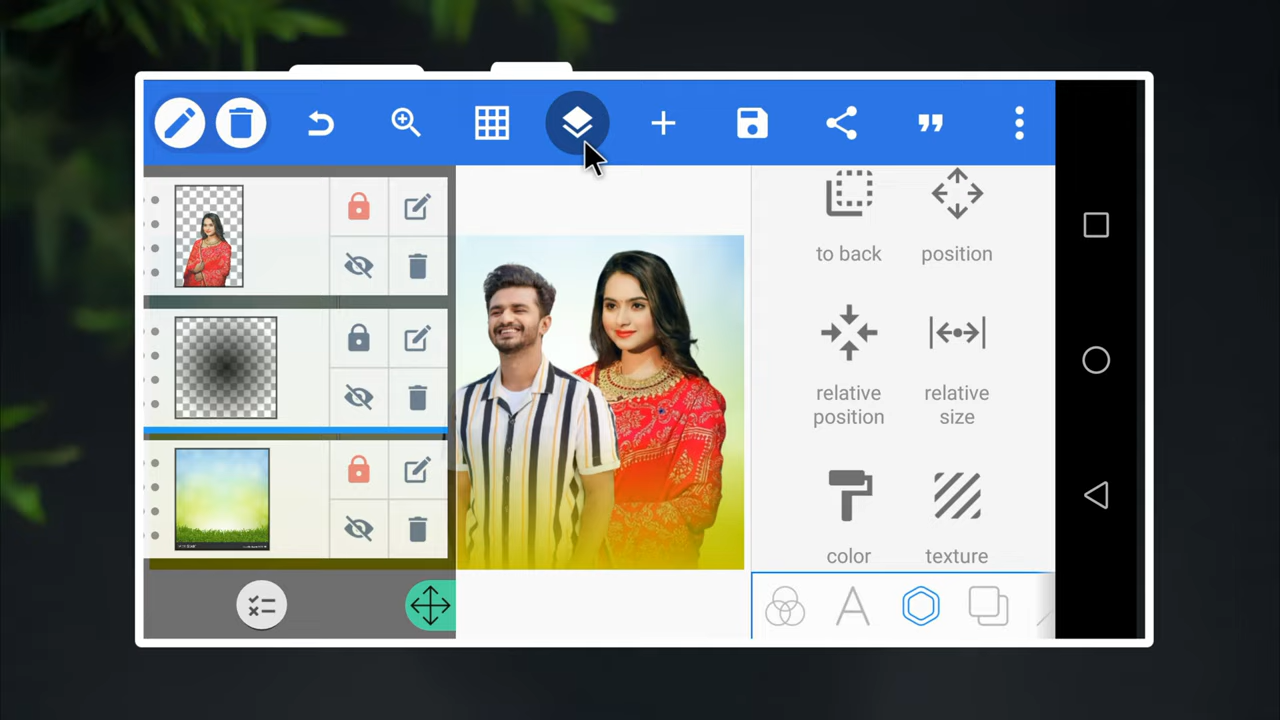 to back
position
relative
position
relative
size
color
texture